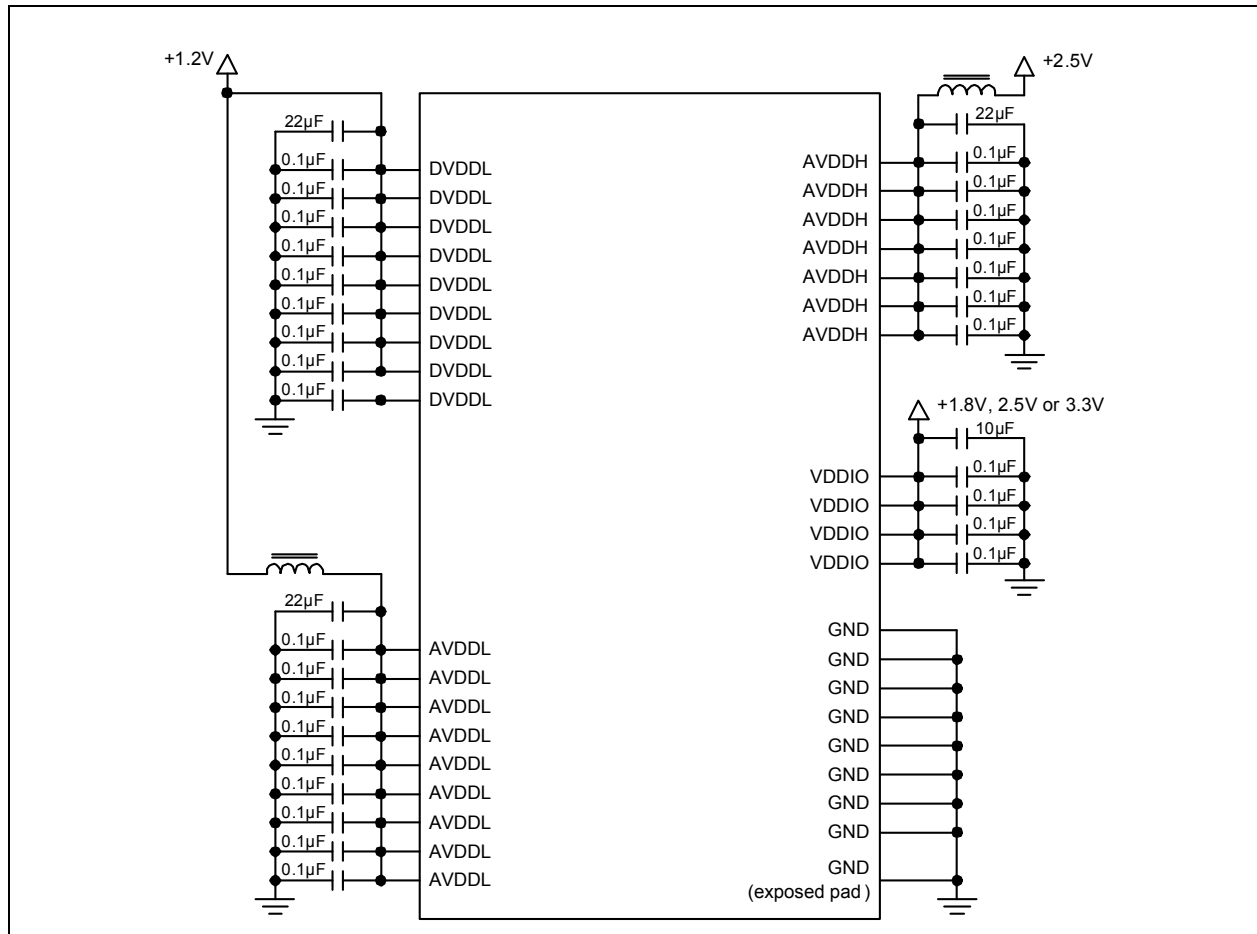 +1.2V
22µF
0.1µF
DVDDL
0.1µF
DVDDL
0.1µF
DVDDL
0.1µF
DVDDL
0.1µF
DVDDL
0.1µF
DVDDL
0.1µF
DVDDL
0.1µF
DVDDL
0.1µF
DVDDL
22µF
0.1µF
AVDDL
0.1µF
AVDDL
0.1µF
AVDDL
0.1µF
AVDDL
0.1µF
AVDDL
0.1µF
AVDDL
0.1µF
AVDDL
0.1µF
AVDDL
0.1µF
AVDDL
+2.5V
22µF
AVDDH
0.1µF
AVDDH
0.1µF
AVDDH
0.1µF
AVDDH
0.1µF
AVDDH
0.1µF
AVDDH
0.1µF
AVDDH
0.1µF
+1.8V, 2.5V or 3.3V
10µF
VDDIO
0.1µF
VDDIO
0.1µF
VDDIO
0.1µF
VDDIO
0.1µF
GND
GND
GND
GND
GND
GND
GND
GND
GND
(exposed pad)